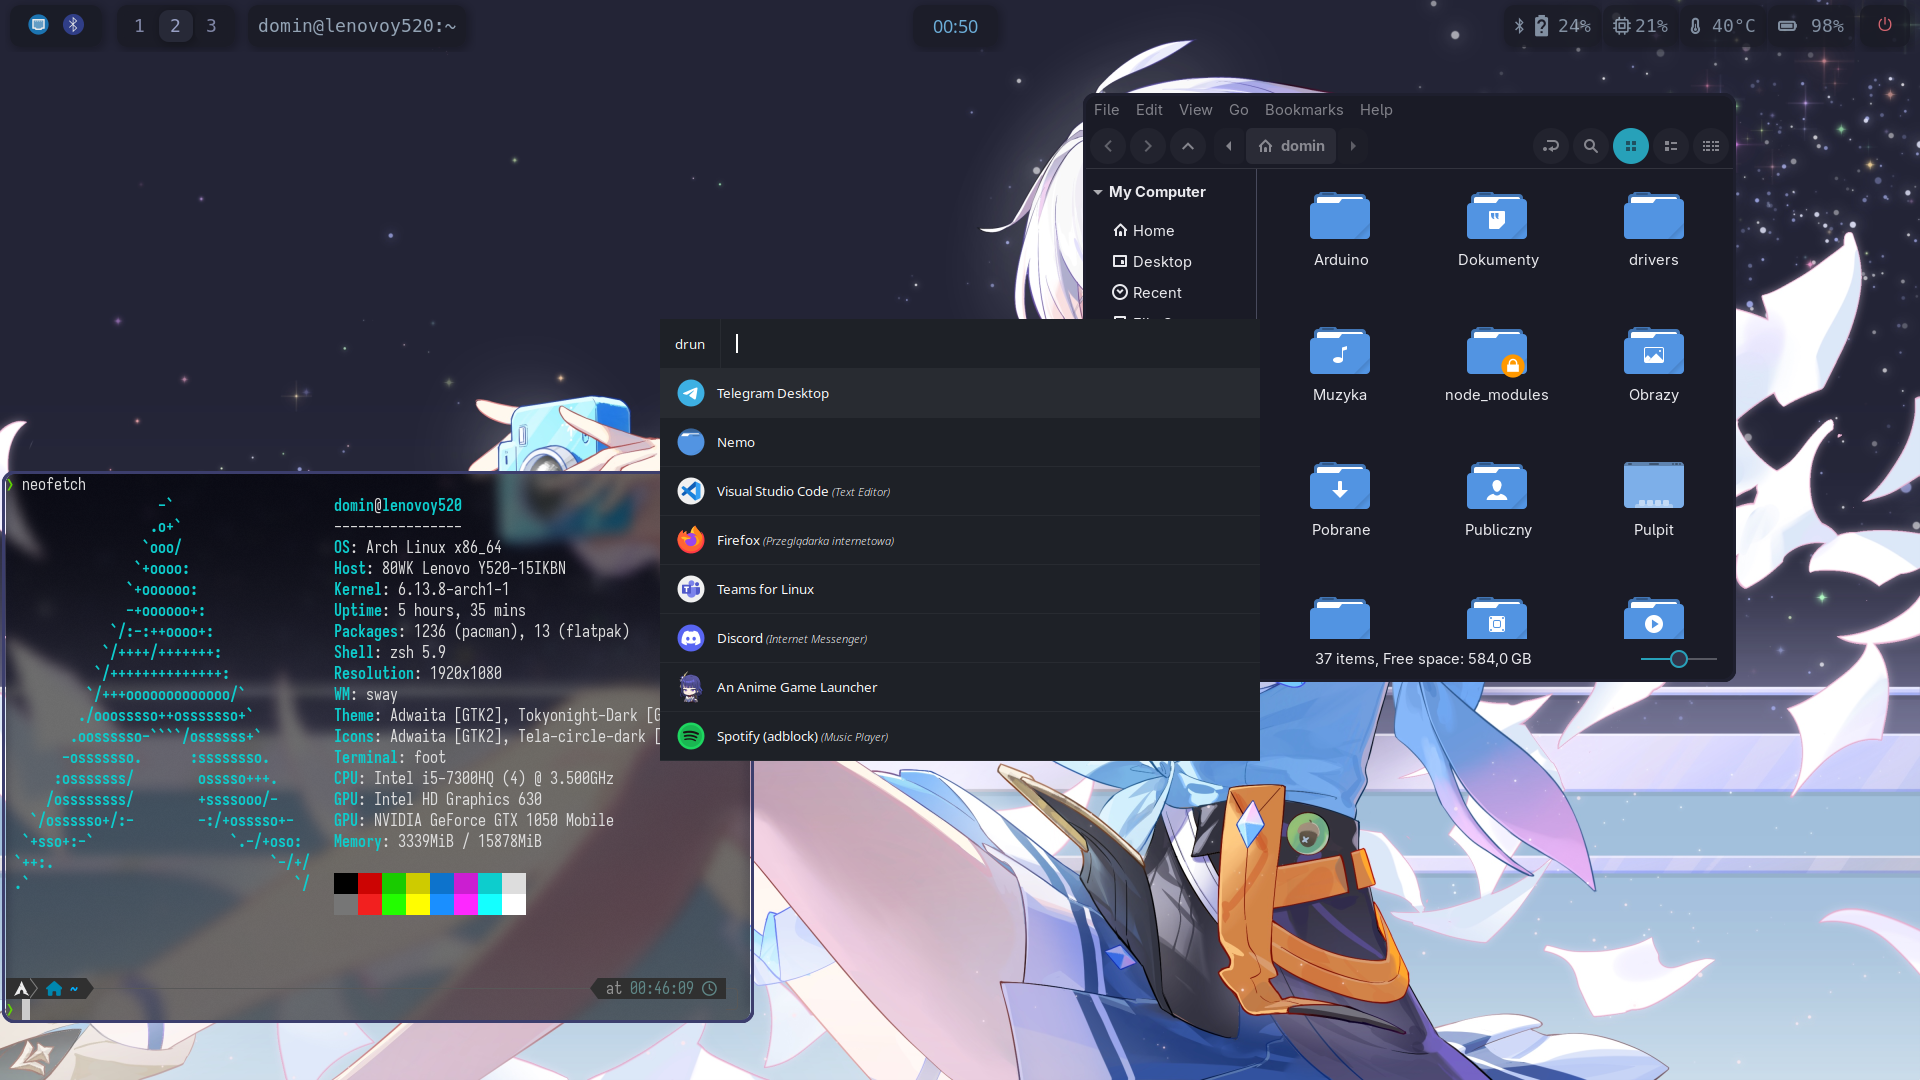 1 2 3 domin@lenovoy520:~ 00:50 24% 21% 40°C 98%
File Edit View Go Bookmarks Help
domin
My Computer
Home
Desktop
Recent
Arduino Dokumenty drivers
Muzyka node_modules Obrazy
Pobrane Publiczny Pulpit
37 items, Free space: 584,0 GB
drun
Telegram Desktop
Nemo
Visual Studio Code (Text Editor)
Firefox (Przeglądarka internetowa)
Teams for Linux
Discord (Internet Messenger)
An Anime Game Launcher
Spotify (adblock) (Music Player)
❯ neofetch
-`
.o+`
`ooo/
`+oooo:
`+oooooo:
-+oooooo+:
`/:-:++oooo+:
`/++++/+++++++:
`/++++++++++++++:
`/+++ooooooooooooo/`
./ooosssso++osssssso+`
.oossssso-````/ossssss+`
-osssssso. :ssssssso.
:osssssss/ osssso+++.
/ossssssss/ +ssssooo/-
`/ossssso+/:- -:/+osssso+-
`+sso+:-` `.-/+oso:
`++:. `-/+/
.` `/
domin@lenovoy520
----------------
OS: Arch Linux x86_64
Host: 80WK Lenovo Y520-15IKBN
Kernel: 6.13.8-arch1-1
Uptime: 5 hours, 35 mins
Packages: 1236 (pacman), 13 (flatpak)
Shell: zsh 5.9
Resolution: 1920x1080
WM: sway
Theme: Adwaita [GTK2], Tokyonight-Dark [G
Icons: Adwaita [GTK2], Tela-circle-dark [
Terminal: foot
CPU: Intel i5-7300HQ (4) @ 3.500GHz
GPU: Intel HD Graphics 630
GPU: NVIDIA GeForce GTX 1050 Mobile
Memory: 3339MiB / 15878MiB
~ at 00:46:09
❯